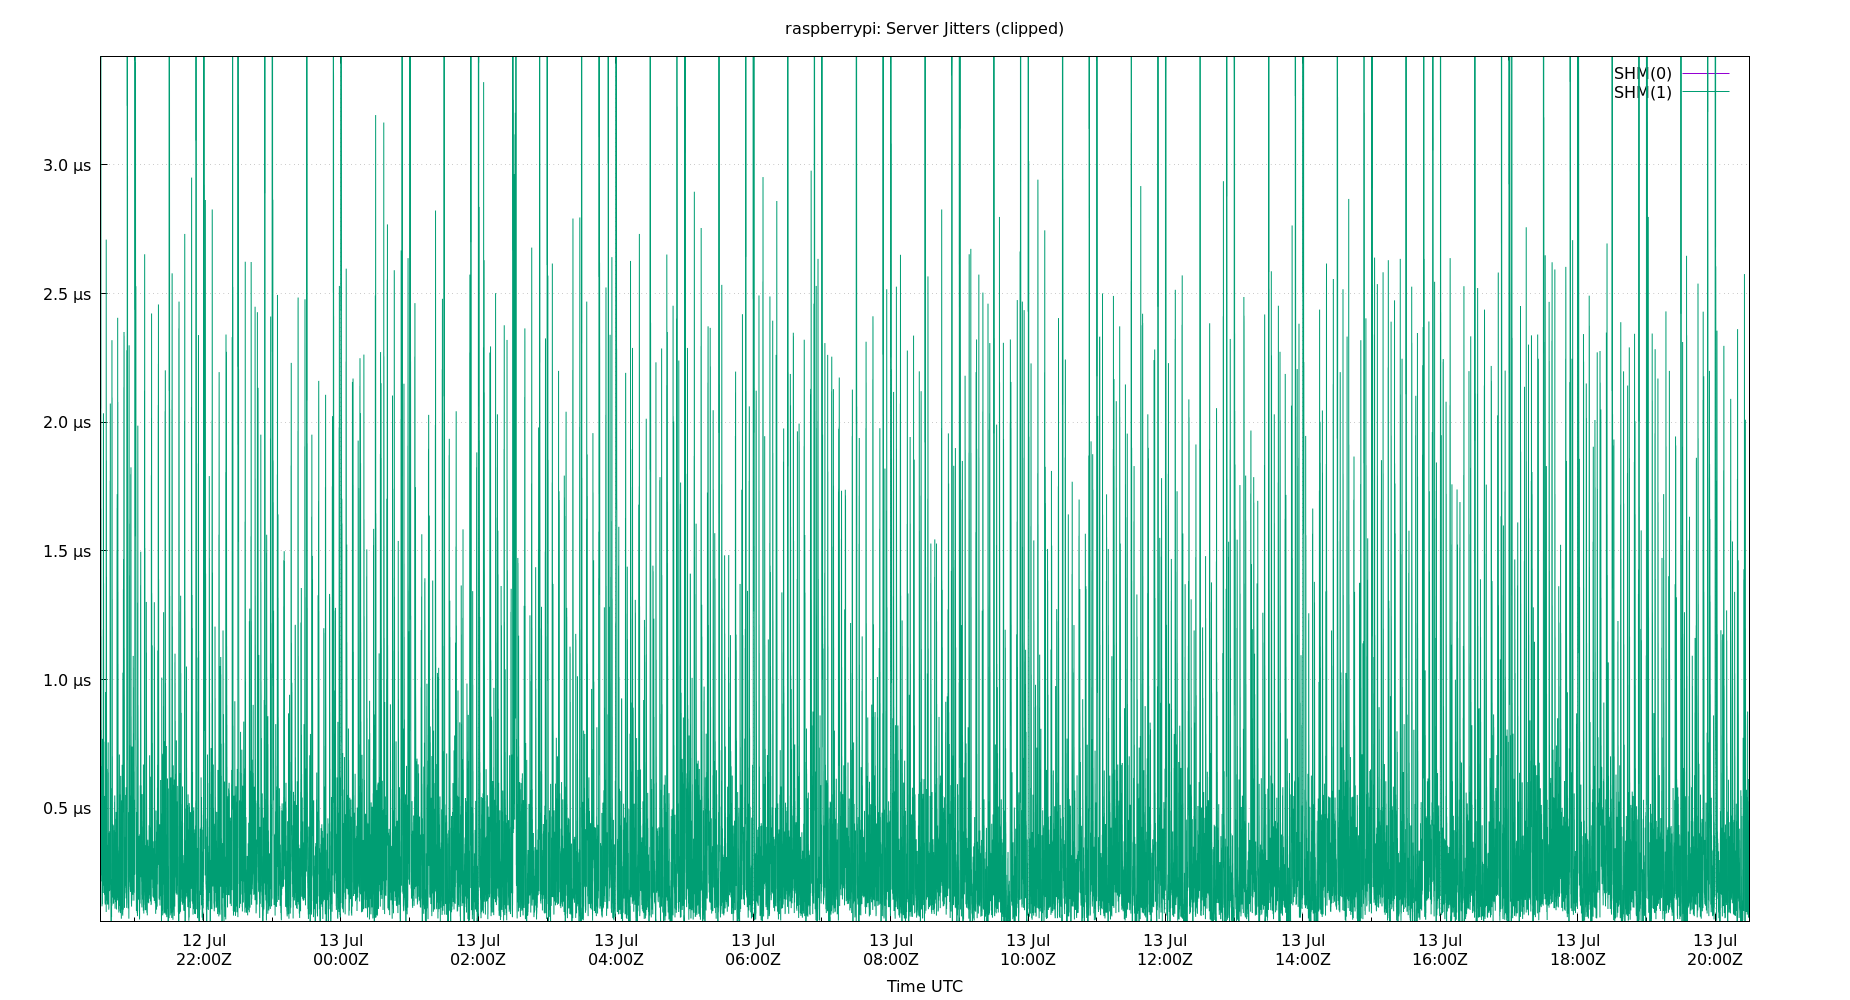 raspberrypi: Server Jitters (clipped)
SHM(0)
SHM(1)
3.0 μs
2.5 μs
2.0 μs
1.5 μs
1.0 μs
0.5 μs
12 Jul 13 Jul 13 Jul 13 Jul 13 Jul 13 Jul 13 Jul 13 Jul 13 Jul 13 Jul 13 Jul 13 Jul
22:00Z 00:00Z 02:00Z 04:00Z 06:00Z 08:00Z 10:00Z 12:00Z 14:00Z 16:00Z 18:00Z 20:00Z
Time UTC